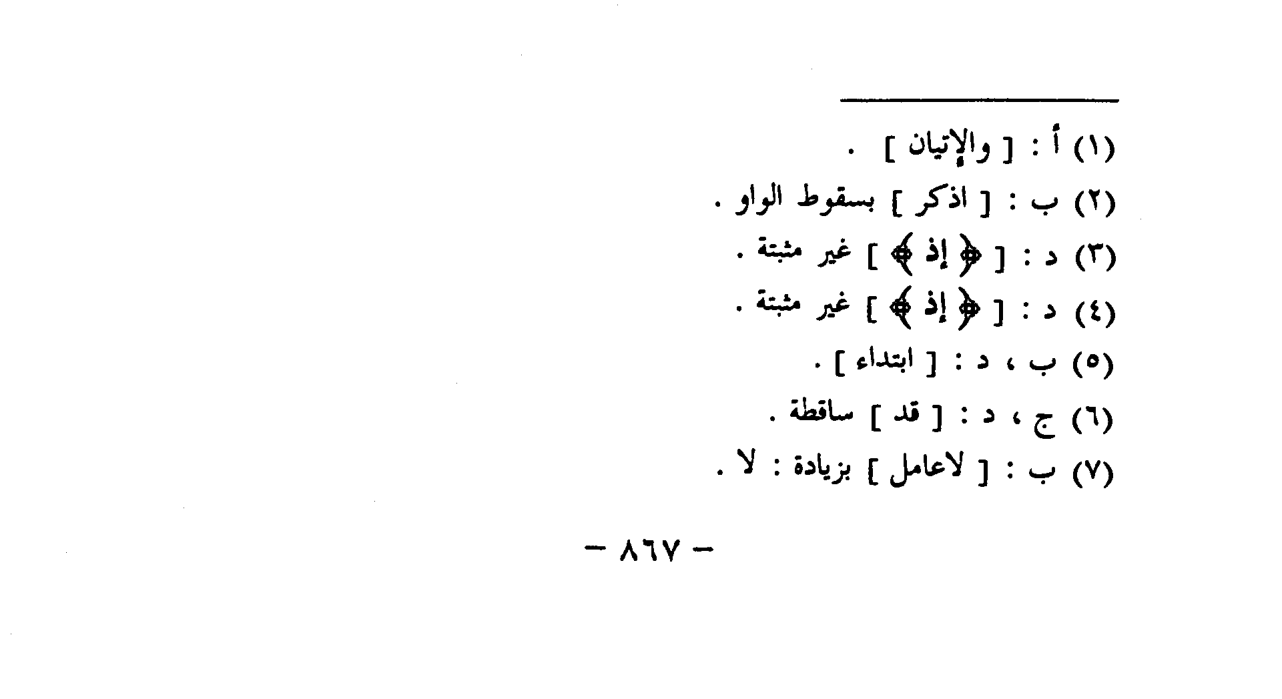 (١) أ : [ والإتيان ] .
(٢) ب : [ اذكر ] بسقوط الواو .
(٣) د : [ ﴿ إذ ﴾ ] غير مثبتة .
(٤) د : [ ﴿ إذ ﴾ ] غير مثبتة .
(٥) ب ، د : [ ابتداء ] .
(٦) ج ، د : [ قد ] ساقطة .
(٧) ب : [ لاعامل ] بزيادة : لا .
– ٨٦٧ –